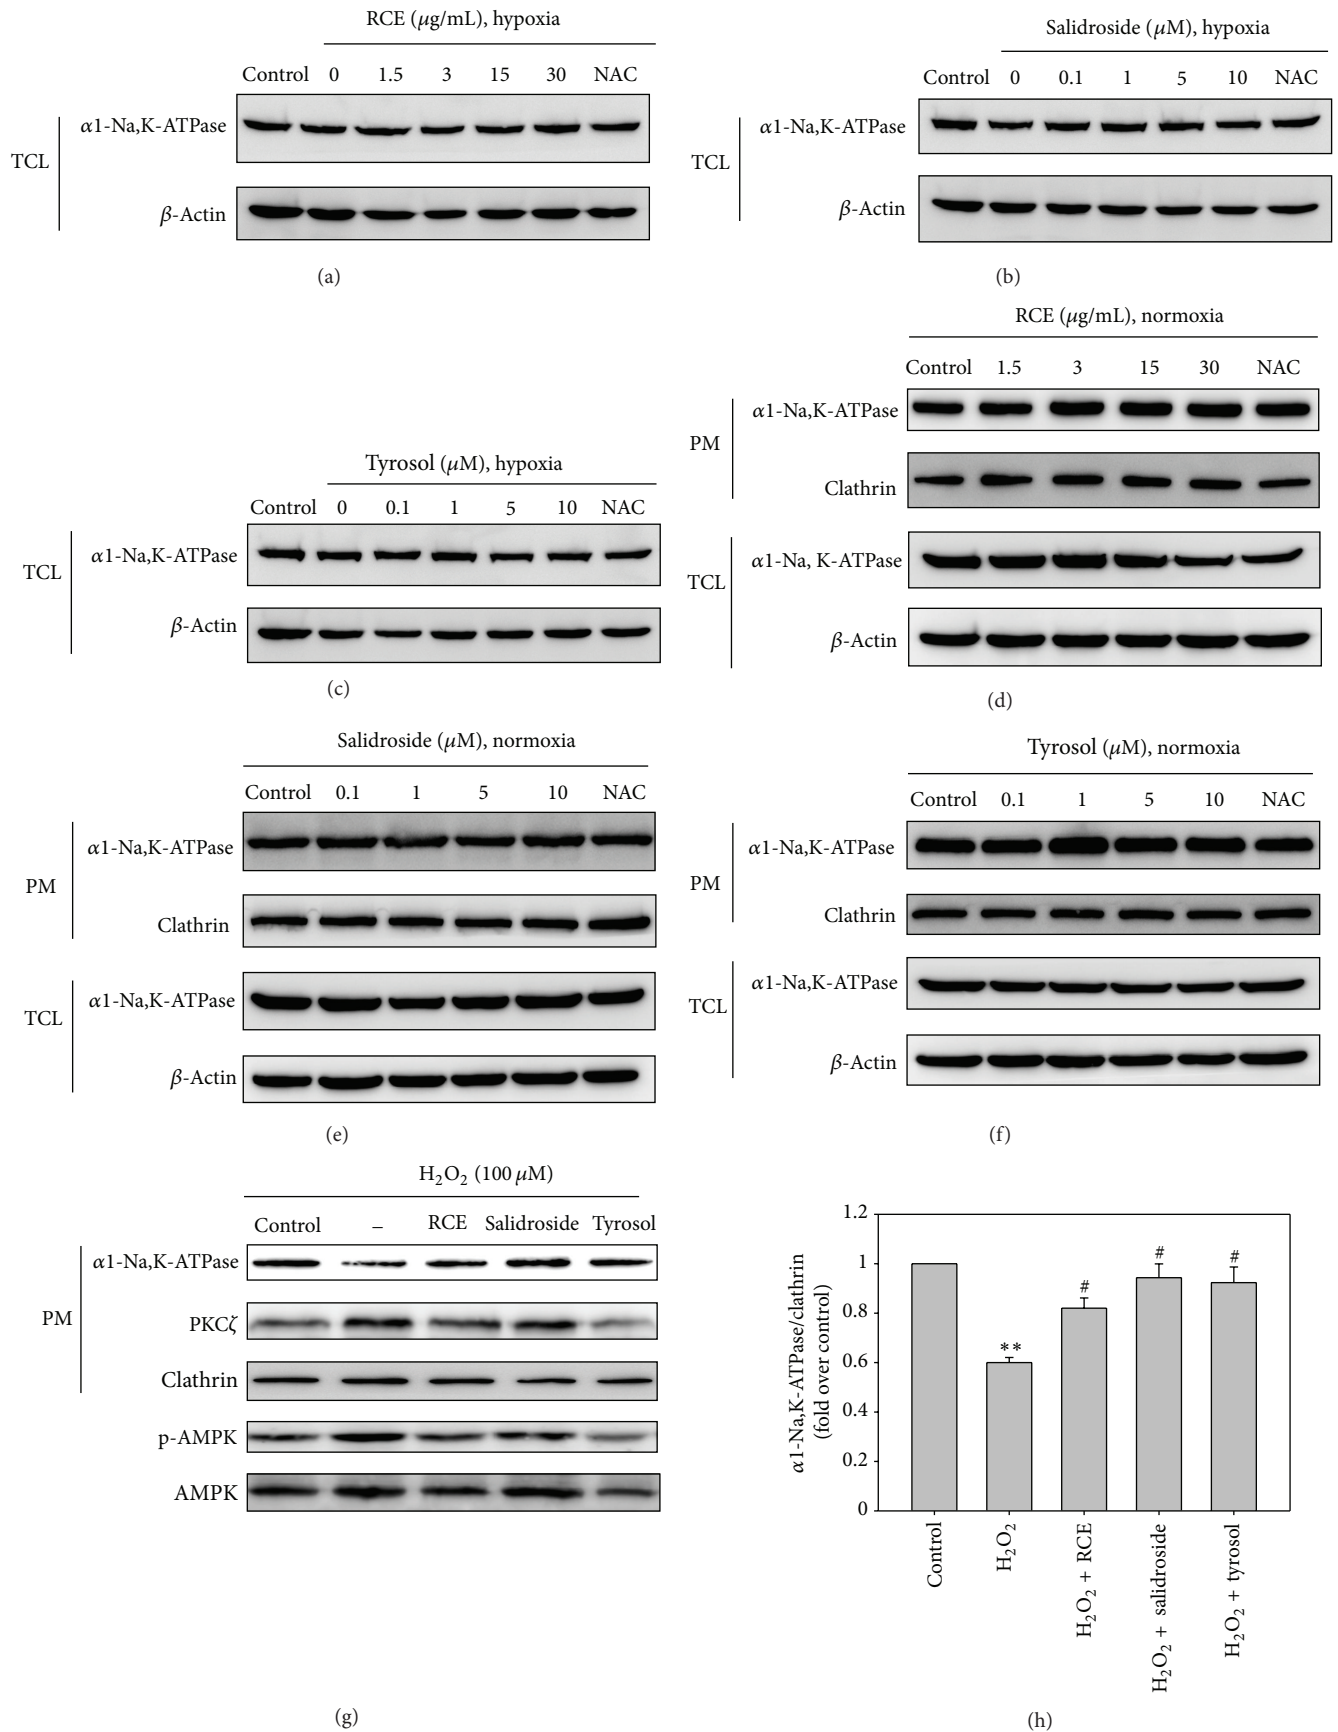 RCE (μg/mL), hypoxia
Control 0 1.5 3 15 30 NAC
α1-Na,K-ATPase
TCL
β-Actin
(a)
Salidroside (μM), hypoxia
Control 0 0.1 1 5 10 NAC
α1-Na,K-ATPase
TCL
β-Actin
(b)
Tyrosol (μM), hypoxia
Control 0 0.1 1 5 10 NAC
α1-Na,K-ATPase
TCL
β-Actin
(c)
RCE (μg/mL), normoxia
Control 1.5 3 15 30 NAC
α1-Na,K-ATPase
PM
Clathrin
α1-Na, K-ATPase
TCL
β-Actin
(d)
Salidroside (μM), normoxia
Control 0.1 1 5 10 NAC
α1-Na,K-ATPase
PM
Clathrin
α1-Na,K-ATPase
TCL
β-Actin
(e)
Tyrosol (μM), normoxia
Control 0.1 1 5 10 NAC
α1-Na,K-ATPase
PM
Clathrin
α1-Na,K-ATPase
TCL
β-Actin
(f)
H₂O₂ (100 μM)
Control – RCE Salidroside Tyrosol
α1-Na,K-ATPase
PM
PKCζ
Clathrin
p-AMPK
AMPK
(g)
α1-Na,K-ATPase/clathrin
(fold over control)
1.2
1
0.8
0.6
0.4
0.2
0
**
#
#
#
Control
H₂O₂
H₂O₂ + RCE
H₂O₂ + salidroside
H₂O₂ + tyrosol
(h)